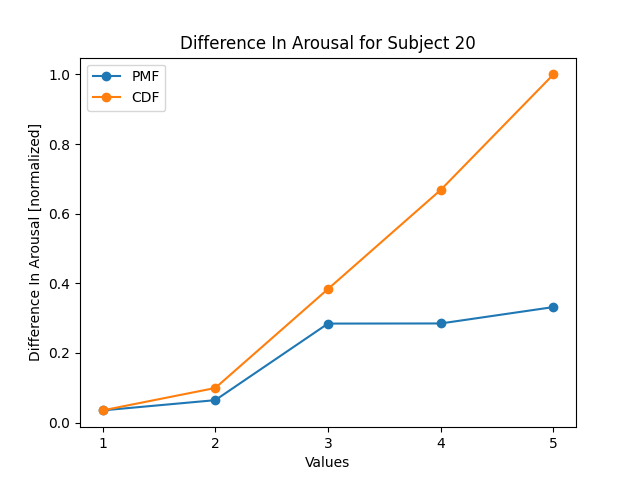 Difference In Arousal for Subject 20
PMF
CDF
Difference In Arousal [normalized]
1.0
0.8
0.6
0.4
0.2
0.0
1 2 3 4 5
Values